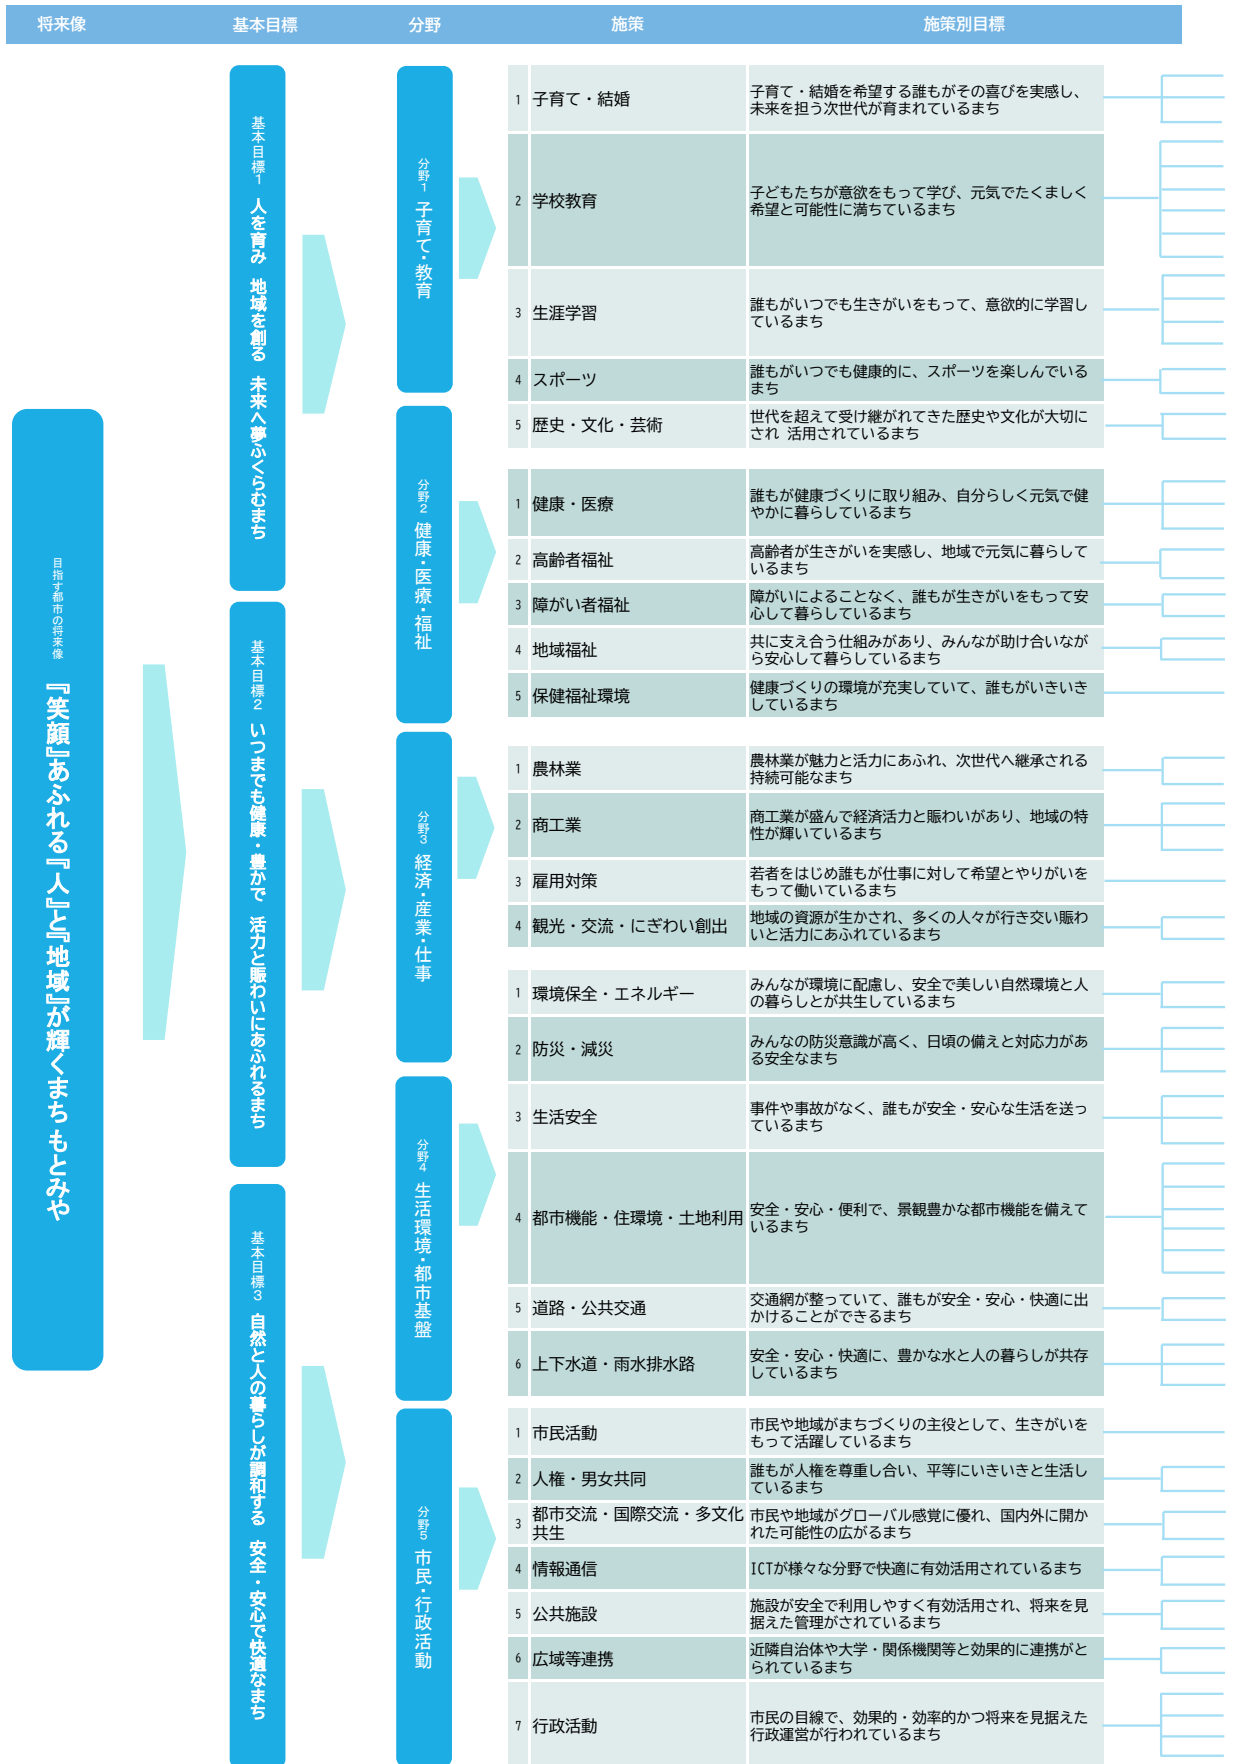 将来像
基本目標
分野
施策
施策別目標
目指す都市の将来像
『笑顔』あふれる『人』と『地域』が輝くまち もとみや
基本目標1 人を育み 地域を創る 未来へ夢ふくらむまち
基本目標2 いつまでも健康・豊かで 活力と賑わいにあふれるまち
基本目標3 自然と人の暮らしが調和する 安全・安心で快適なまち
分野1 子育て・教育
1 子育て・結婚
子育て・結婚を希望する誰もがその喜びを実感し、
未来を担う次世代が育まれているまち
2 学校教育
子どもたちが意欲をもって学び、元気でたくましく
希望と可能性に満ちているまち
3 生涯学習
誰もがいつでも生きがいをもって、意欲的に学習し
ているまち
4 スポーツ
誰もがいつでも健康的に、スポーツを楽しんでいる
まち
5 歴史・文化・芸術
世代を超えて受け継がれてきた歴史や文化が大切に
され 活用されているまち
分野2 健康・医療・福祉
1 健康・医療
誰もが健康づくりに取り組み、自分らしく元気で健
やかに暮らしているまち
2 高齢者福祉
高齢者が生きがいを実感し、地域で元気に暮らして
いるまち
3 障がい者福祉
障がいによることなく、誰もが生きがいをもって安
心して暮らしているまち
4 地域福祉
共に支え合う仕組みがあり、みんなが助け合いなが
ら安心して暮らしているまち
5 保健福祉環境
健康づくりの環境が充実していて、誰もがいきいき
しているまち
分野3 経済・産業・仕事
1 農林業
農林業が魅力と活力にあふれ、次世代へ継承される
持続可能なまち
2 商工業
商工業が盛んで経済活力と賑わいがあり、地域の特
性が輝いているまち
3 雇用対策
若者をはじめ誰もが仕事に対して希望とやりがいを
もって働いているまち
4 観光・交流・にぎわい創出
地域の資源が生かされ、多くの人々が行き交い賑わ
いと活力にあふれているまち
分野4 生活環境・都市基盤
1 環境保全・エネルギー
みんなが環境に配慮し、安全で美しい自然環境と人
の暮らしとが共生しているまち
2 防災・減災
みんなの防災意識が高く、日頃の備えと対応力があ
る安全なまち
3 生活安全
事件や事故がなく、誰もが安全・安心な生活を送っ
ているまち
4 都市機能・住環境・土地利用
安全・安心・便利で、景観豊かな都市機能を備えて
いるまち
5 道路・公共交通
交通網が整っていて、誰もが安全・安心・快適に出
かけることができるまち
6 上下水道・雨水排水路
安全・安心・快適に、豊かな水と人の暮らしが共存
しているまち
分野5 市民・行政活動
1 市民活動
市民や地域がまちづくりの主役として、生きがいを
もって活躍しているまち
2 人権・男女共同
誰もが人権を尊重し合い、平等にいきいきと生活し
ているまち
3 都市交流・国際交流・多文化
共生
市民や地域がグローバル感覚に優れ、国内外に開か
れた可能性の広がるまち
4 情報通信
ICTが様々な分野で快適に有効活用されているまち
5 公共施設
施設が安全で利用しやすく有効活用され、将来を見
据えた管理がされているまち
6 広域等連携
近隣自治体や大学・関係機関等と効果的に連携がと
られているまち
7 行政活動
市民の目線で、効果的・効率的かつ将来を見据えた
行政運営が行われているまち